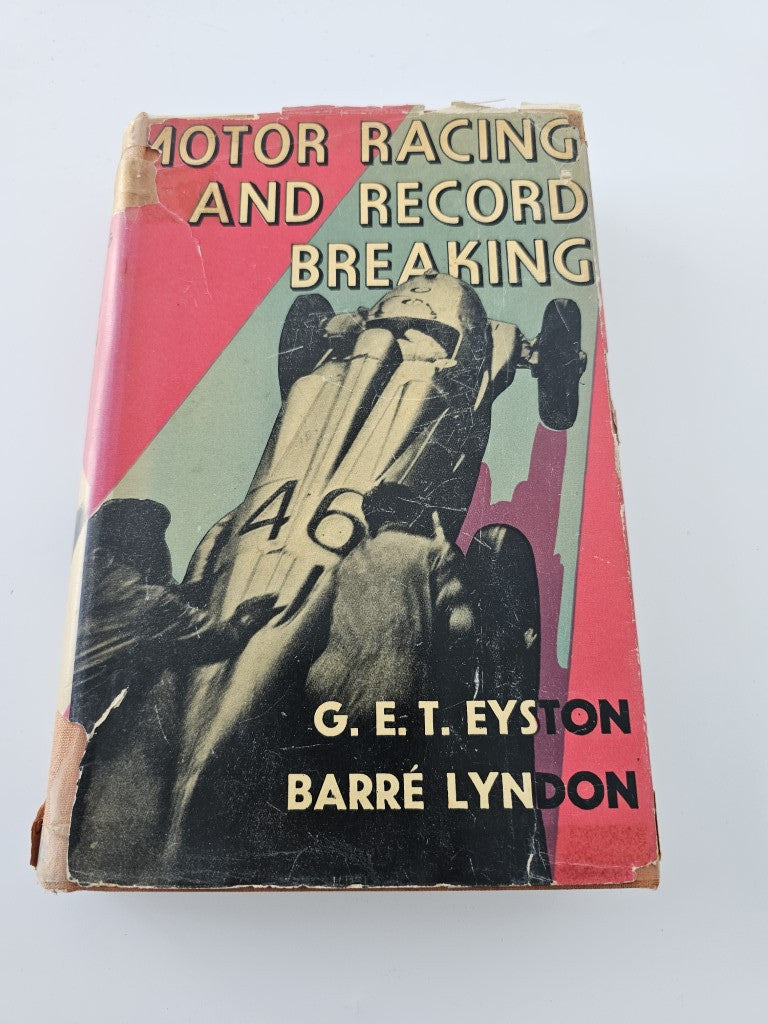 MOTOR RACING
AND RECORD
BREAKING
46
G. E. T. EYSTON
BARRÉ LYNDON